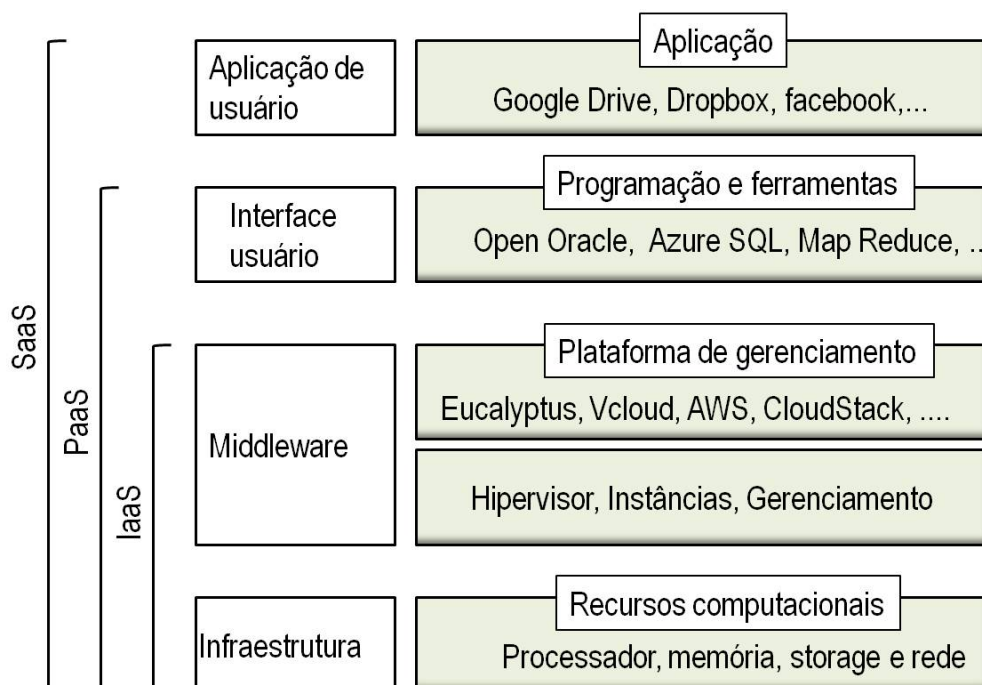 SaaS
PaaS
IaaS
Aplicação de
usuário
Aplicação
Google Drive, Dropbox, facebook,...
Interface
usuário
Programação e ferramentas
Open Oracle, Azure SQL, Map Reduce, ..
Middleware
Plataforma de gerenciamento
Eucalyptus, Vcloud, AWS, CloudStack, ....
Hipervisor, Instâncias, Gerenciamento
Infraestrutura
Recursos computacionais
Processador, memória, storage e rede